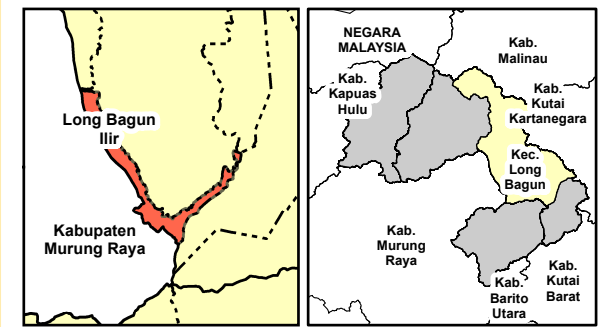 Long Bagun
Ilir
Kabupaten
Murung Raya
NEGARA
MALAYSIA
Kab.
Malinau
Kab.
Kapuas
Hulu
Kab.
Kutai
Kartanegara
Kec.
Long
Bagun
Kab.
Murung
Raya
Kab.
Barito
Utara
Kab.
Kutai
Barat